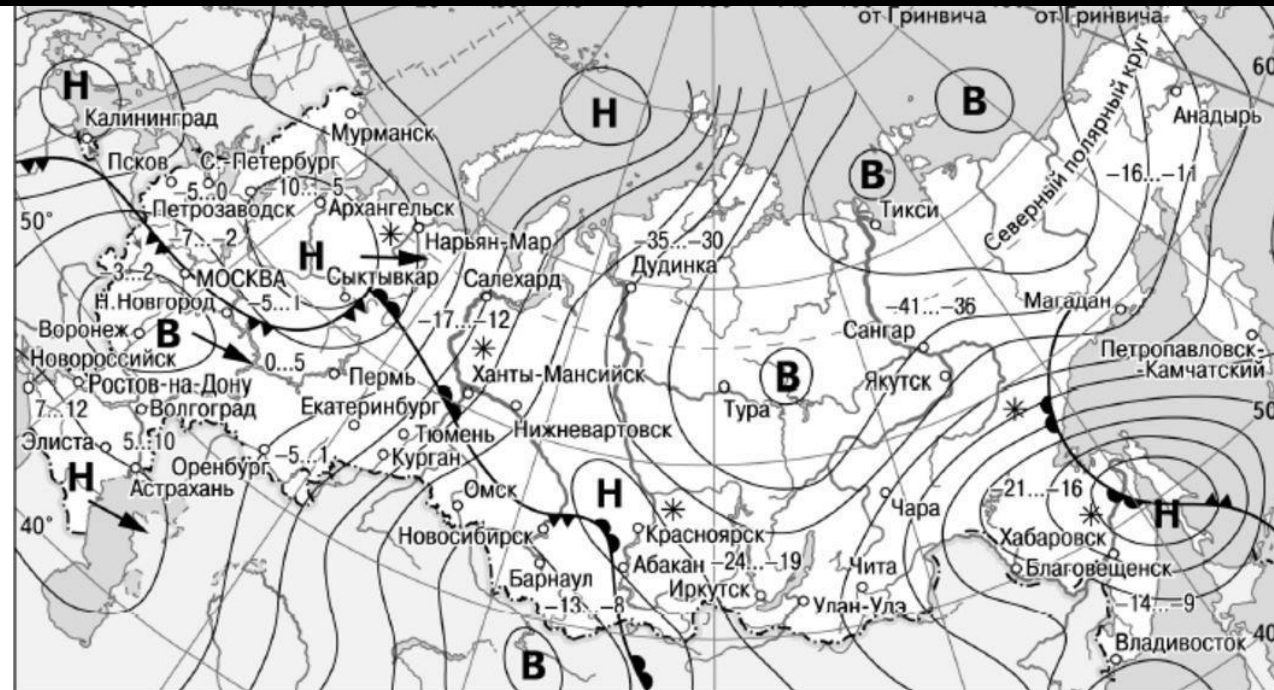 от Гринвича
от Гринвича
60
Н
Н
В
Северный полярный круг
Калининград
Мурманск
Анадырь
Псков
С.-Петербург
В
–16...–11
–5...0
–10...–5
Тикси
50°
Петрозаводск
Архангельск
–7...–2
Нарьян-Мар
–35...–30
Н
Дудинка
–3...2
МОСКВА
Сыктывкар
Салехард
Н.Новгород
–5...1
–41...–36
Магадан
–17...–12
Воронеж
В
Сангар
Новороссийск
0...5
Петропавловск-
-Камчатский
Ростов-на-Дону
Пермь
Ханты-Мансийск
В
Якутск
7...12
Волгоград
Екатеринбург
Тура
50
Элиста
5...10
Тюмень
Нижневартовск
Оренбург
–5...1
Курган
Н
Астрахань
Омск
Н
–21...–16
Чара
Н
40°
Новосибирск
Красноярск
Хабаровск
Абакан
–24...–19
Чита
Благовещенск
Барнаул
Иркутск
–13...–8
Улан-Удэ
–14...–9
40
В
Владивосток